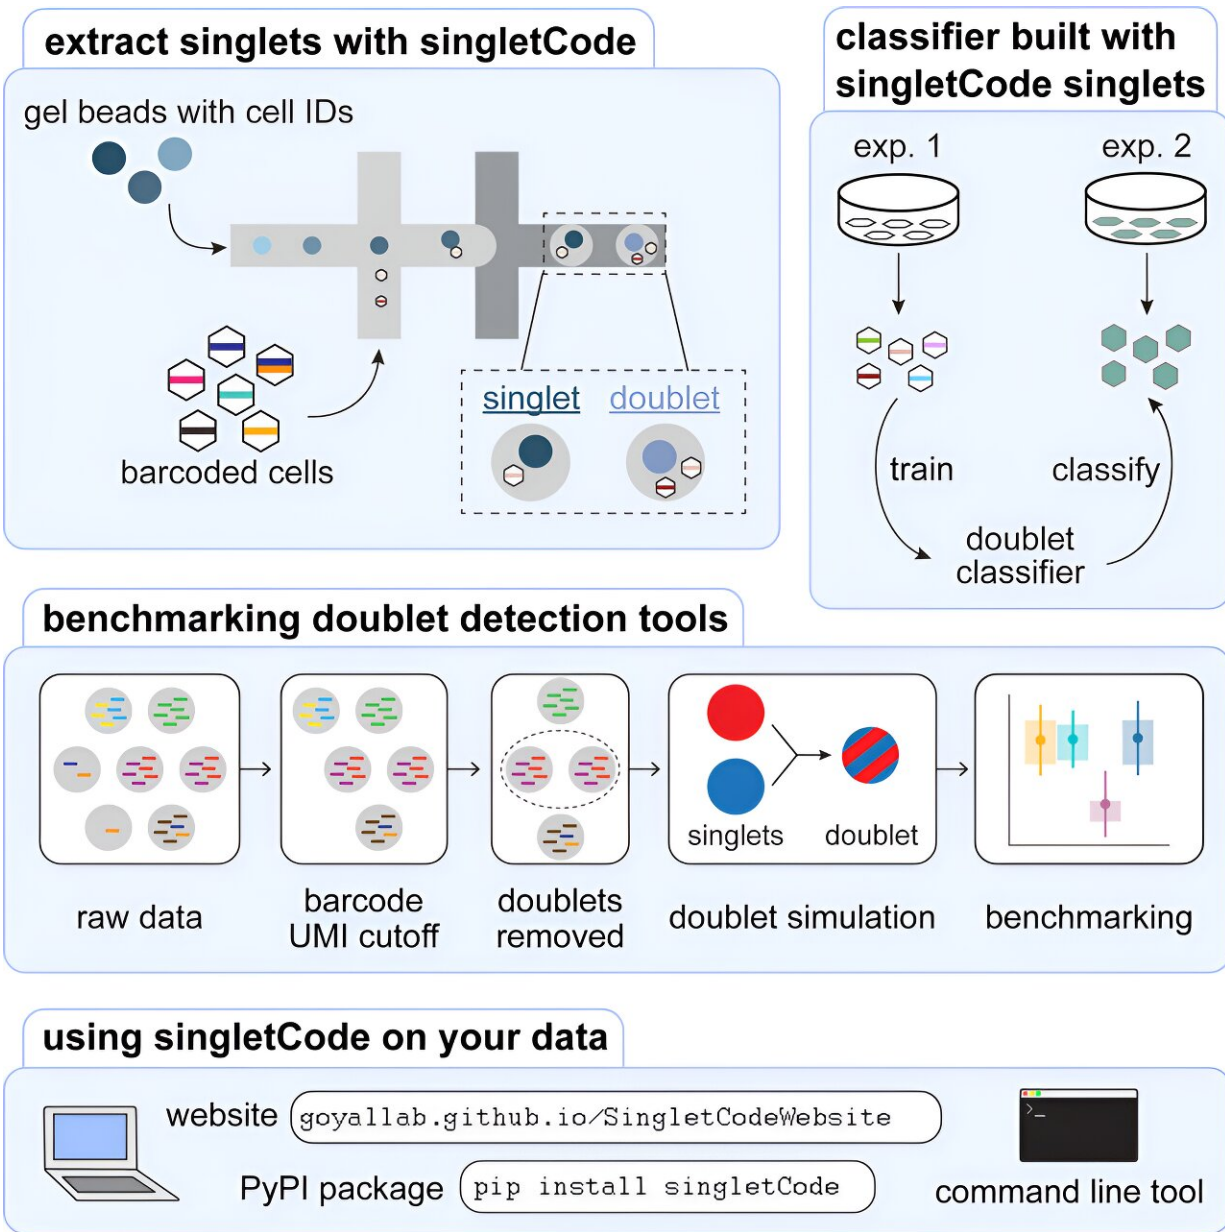 extract singlets with singletCode
gel beads with cell IDs
barcoded cells
singlet
doublet
classifier built with
singletCode singlets
exp. 1
exp. 2
train
classify
doublet
classifier
benchmarking doublet detection tools
singlets
doublet
raw data
barcode
UMI cutoff
doublets
removed
doublet simulation
benchmarking
using singletCode on your data
website
goyallab.github.io/SingletCodeWebsite
>_
PyPI package
pip install singletCode
command line tool